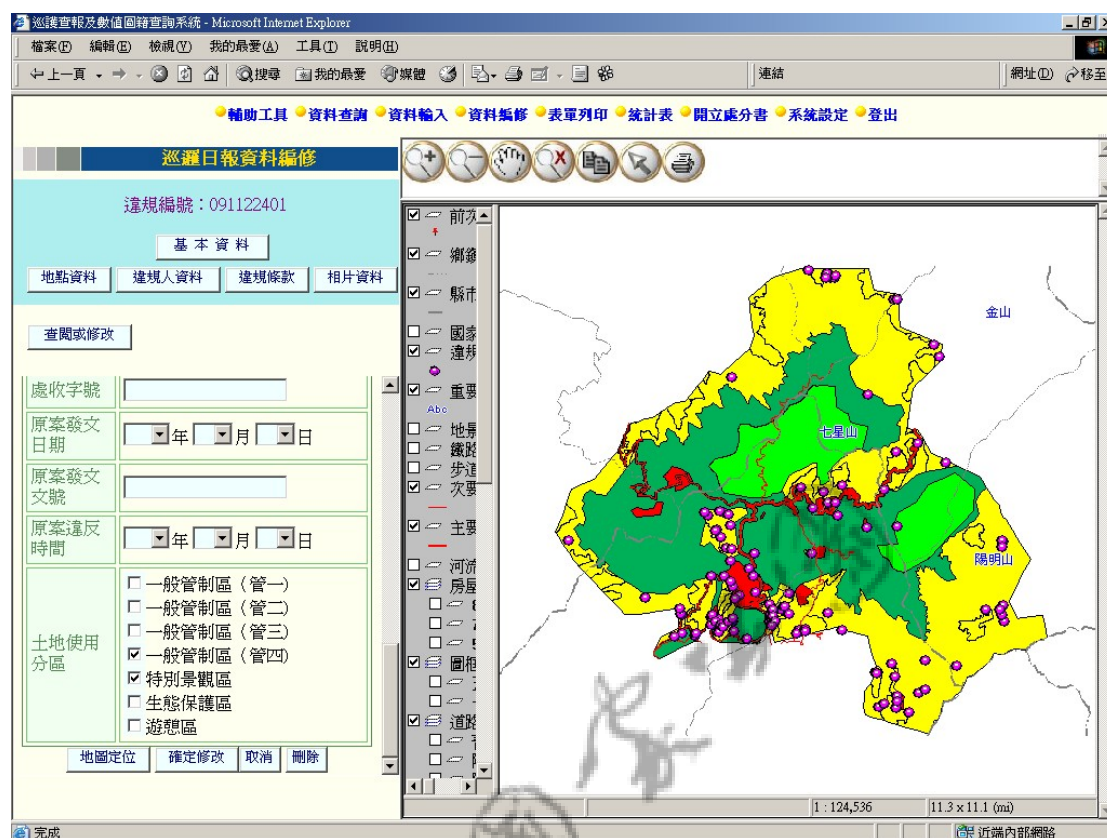 巡護查報及數值圖籍查詢系統 - Microsoft Internet Explorer
檔案(F) 編輯(E) 檢視(V) 我的最愛(A) 工具(T) 說明(H)
上一頁 搜尋 我的最愛 媒體 連結 網址(D) 移至
輔助工具 資料查詢 資料輸入 資料編修 表單列印 統計表 開立處分書 系統設定 登出
巡邏日報資料編修
違規編號：091122401
基 本 資 料
地點資料 違規人資料 違規條款 相片資料
查閱或修改
處收字號
原案發文日期 年 月 日
原案發文文號
原案違反時間 年 月 日
土地使用分區
一般管制區（管一）
一般管制區（管二）
一般管制區（管三）
一般管制區（管四）
特別景觀區
生態保護區
遊憩區
地圖定位 確定修改 取消 刪除
前次
鄉鎮
縣市
國家
違規
重要
Abc
地景
鐵路
步道
次要
主要
河流
房屋
圖框
道路
金山
七星山
陽明山
1 : 124,536 11.3 x 11.1 (mi)
完成 近端內部網路